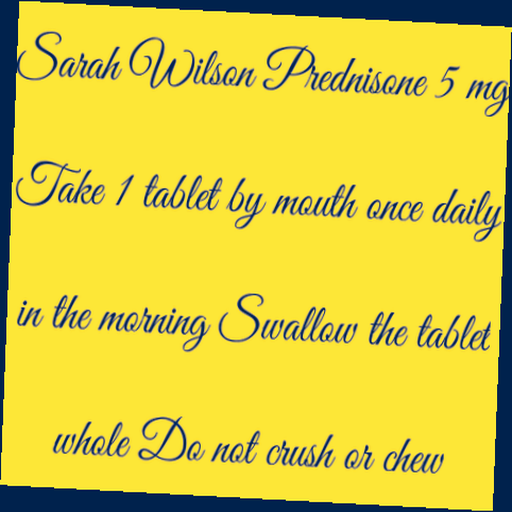 Sarah Wilson Prednisone 5 mg
Take 1 tablet by mouth once daily
in the morning Swallow the tablet
whole Do not crush or chew